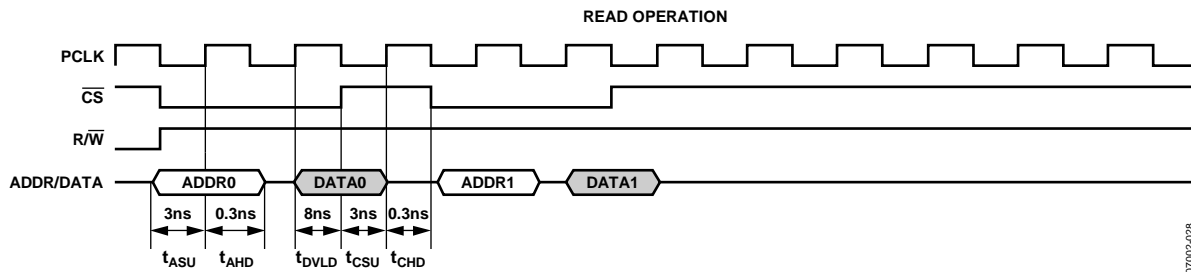 READ OPERATION
PCLK
CS
R/W
ADDR/DATA
ADDR0
DATA0
ADDR1
DATA1
3ns 0.3ns 8ns 3ns 0.3ns
tASU tAHD tDVLD tCSU tCHD
07002-028